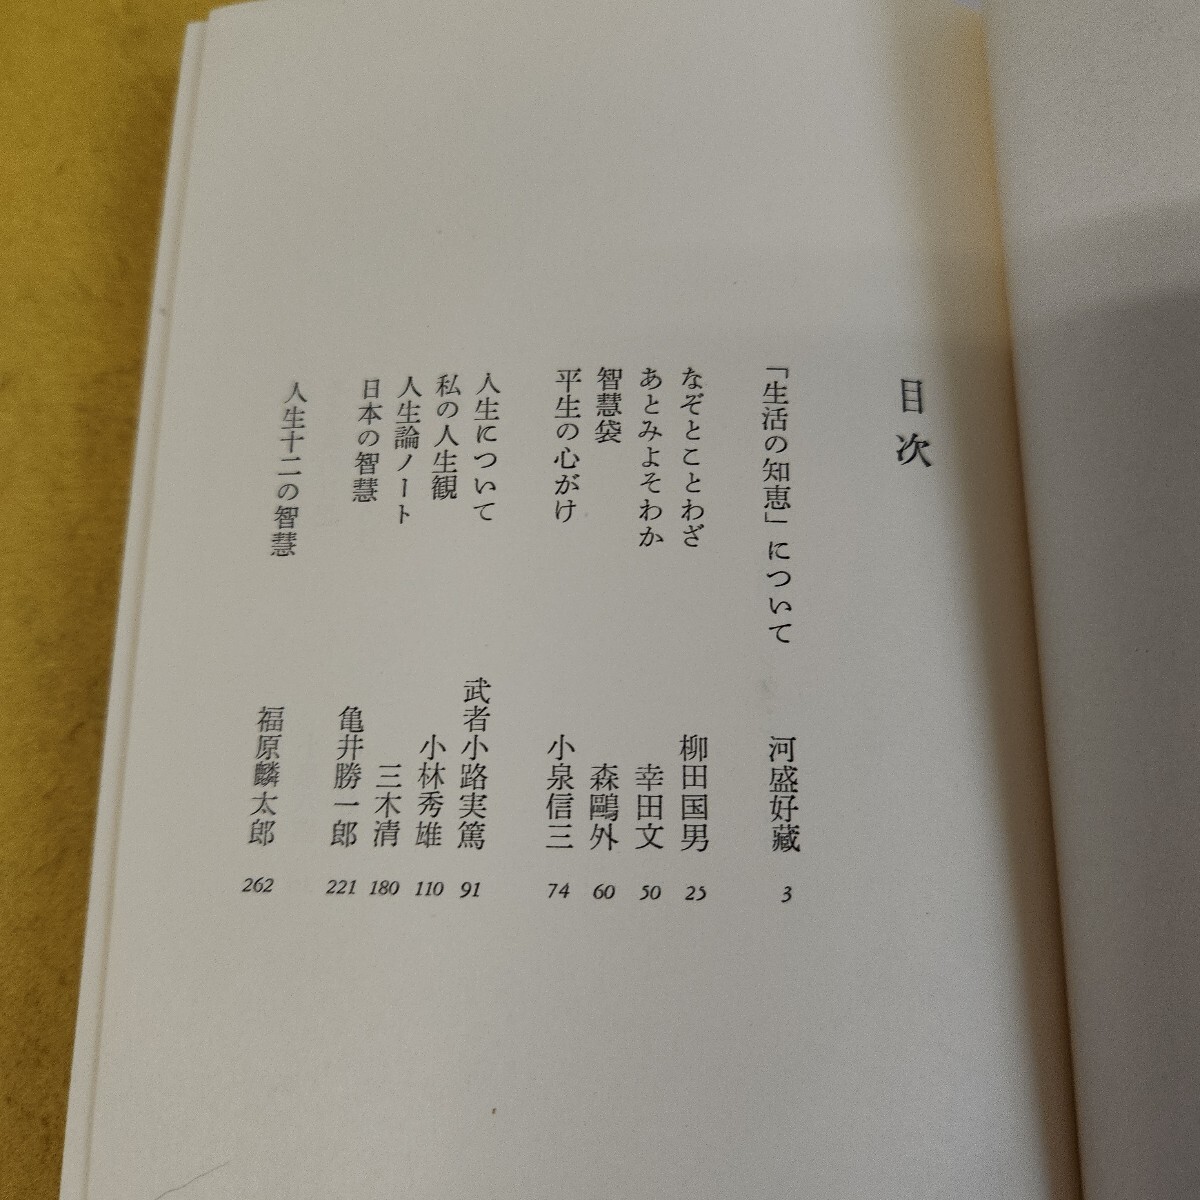 目次
「生活の知恵」について 河盛好藏 3
なぞとことわざ 柳田国男 25
あとみよそわか 幸田文 50
智慧袋 森鷗外 60
平生の心がけ 小泉信三 74
人生について 武者小路実篤 91
私の人生観 小林秀雄 110
人生論ノート 三木清 180
日本の智慧 亀井勝一郎 221
人生十二の智慧 福原麟太郎 262